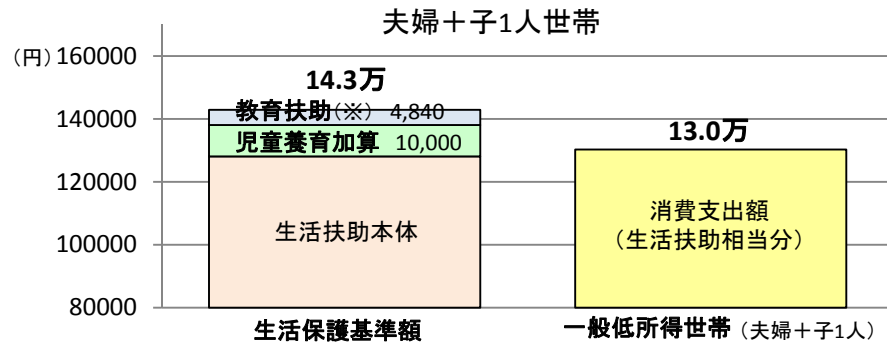 夫婦＋子1人世帯
（円）
160000
140000
120000
100000
80000
14.3万
教育扶助(※) 4,840
児童養育加算 10,000
生活扶助本体
13.0万
消費支出額
（生活扶助相当分）
生活保護基準額
一般低所得世帯（夫婦＋子1人）